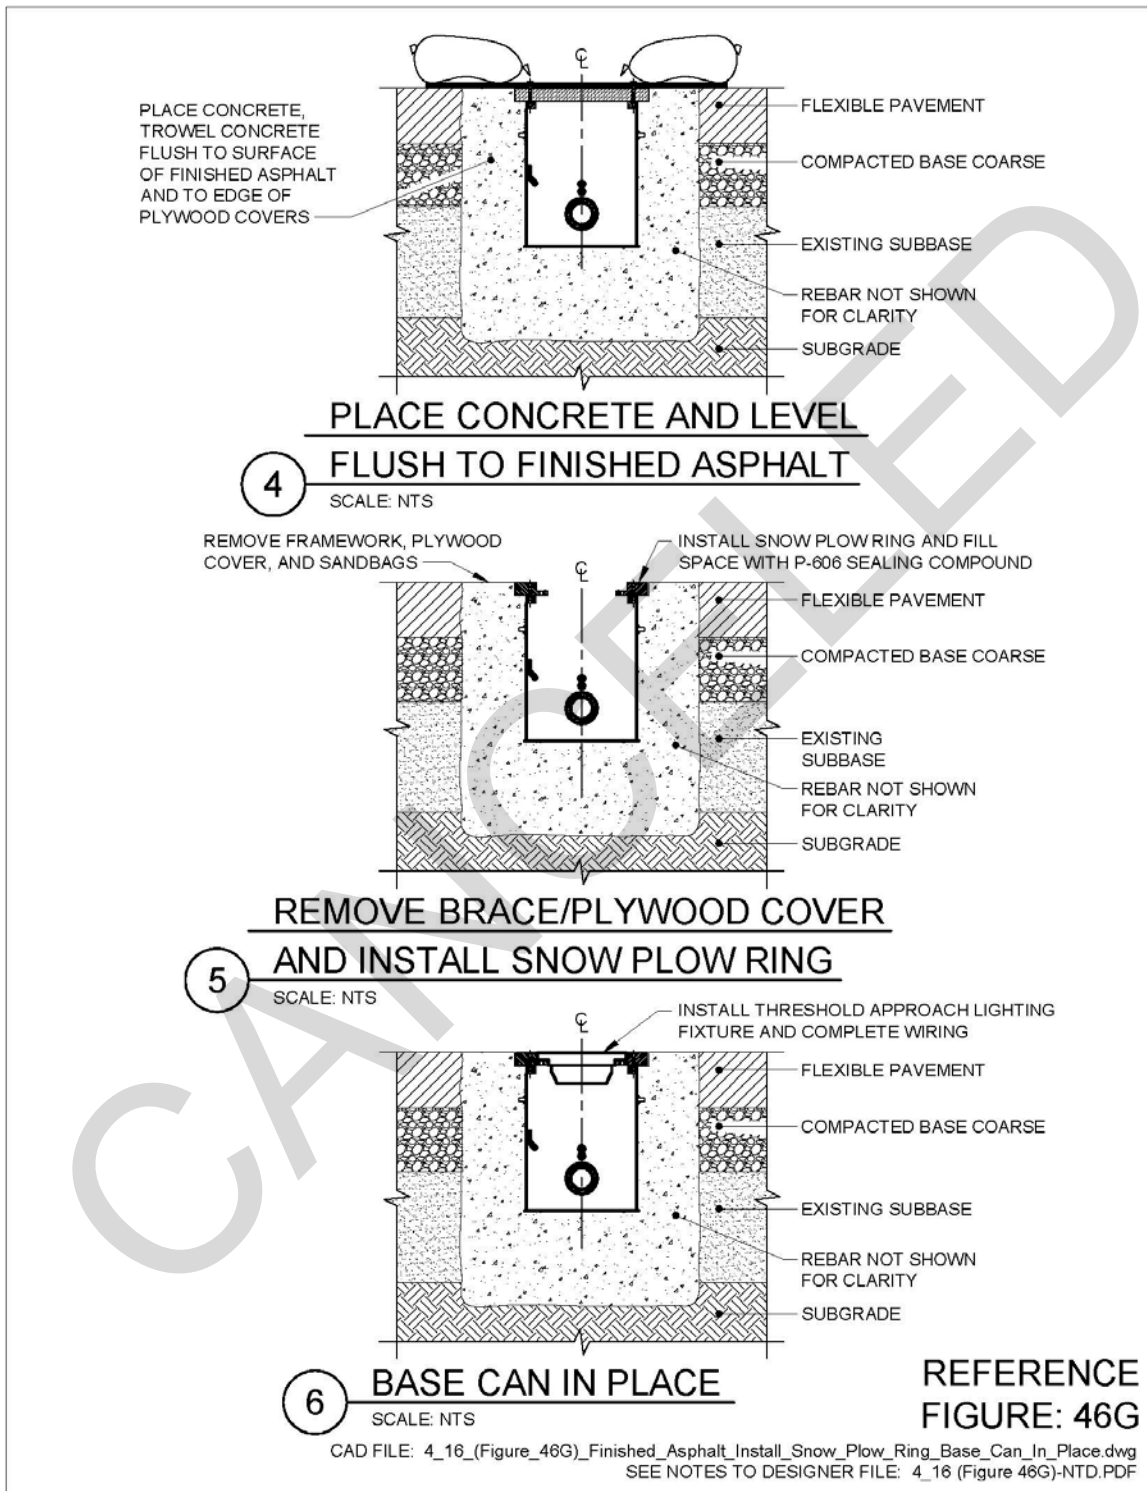 ℄
PLACE CONCRETE,
TROWEL CONCRETE
FLUSH TO SURFACE
OF FINISHED ASPHALT
AND TO EDGE OF
PLYWOOD COVERS
FLEXIBLE PAVEMENT
COMPACTED BASE COARSE
EXISTING SUBBASE
REBAR NOT SHOWN
FOR CLARITY
SUBGRADE
PLACE CONCRETE AND LEVEL
FLUSH TO FINISHED ASPHALT
4
SCALE: NTS
REMOVE FRAMEWORK, PLYWOOD
COVER, AND SANDBAGS
℄
INSTALL SNOW PLOW RING AND FILL
SPACE WITH P-606 SEALING COMPOUND
FLEXIBLE PAVEMENT
COMPACTED BASE COARSE
EXISTING
SUBBASE
REBAR NOT SHOWN
FOR CLARITY
SUBGRADE
REMOVE BRACE/PLYWOOD COVER
AND INSTALL SNOW PLOW RING
5
SCALE: NTS
℄
INSTALL THRESHOLD APPROACH LIGHTING
FIXTURE AND COMPLETE WIRING
FLEXIBLE PAVEMENT
COMPACTED BASE COARSE
EXISTING SUBBASE
REBAR NOT SHOWN
FOR CLARITY
SUBGRADE
BASE CAN IN PLACE
6
SCALE: NTS
REFERENCE
FIGURE: 46G
CAD FILE: 4_16_(Figure_46G)_Finished_Asphalt_Install_Snow_Plow_Ring_Base_Can_In_Place.dwg
SEE NOTES TO DESIGNER FILE: 4_16 (Figure 46G)-NTD.PDF
CANCELED